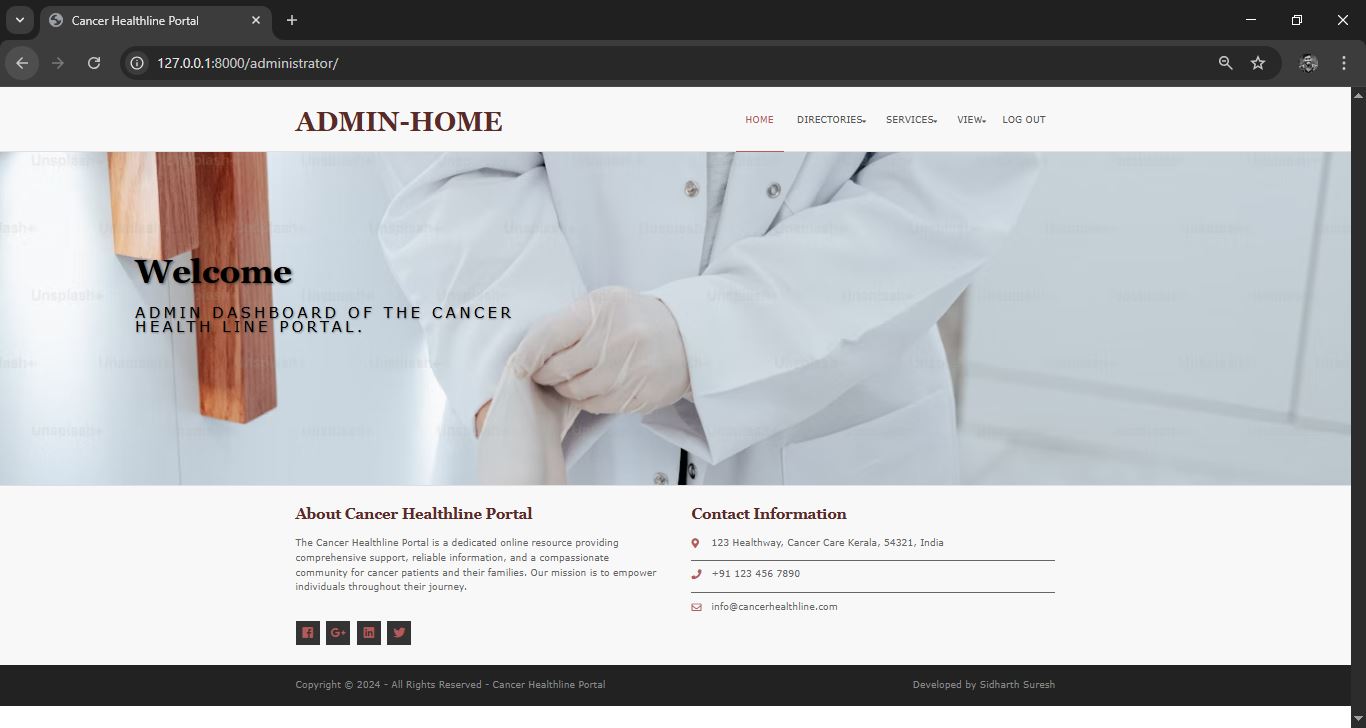 Cancer Healthline Portal
127.0.0.1:8000/administrator/
ADMIN-HOME
HOME
DIRECTORIES
SERVICES
VIEW
LOG OUT
Unsplash+
Welcome
ADMIN DASHBOARD OF THE CANCER
HEALTH LINE PORTAL.
About Cancer Healthline Portal
The Cancer Healthline Portal is a dedicated online resource providing
comprehensive support, reliable information, and a compassionate
community for cancer patients and their families. Our mission is to empower
individuals throughout their journey.
Contact Information
123 Healthway, Cancer Care Kerala, 54321, India
+91 123 456 7890
info@cancerhealthline.com
Copyright © 2024 - All Rights Reserved - Cancer Healthline Portal
Developed by Sidharth Suresh